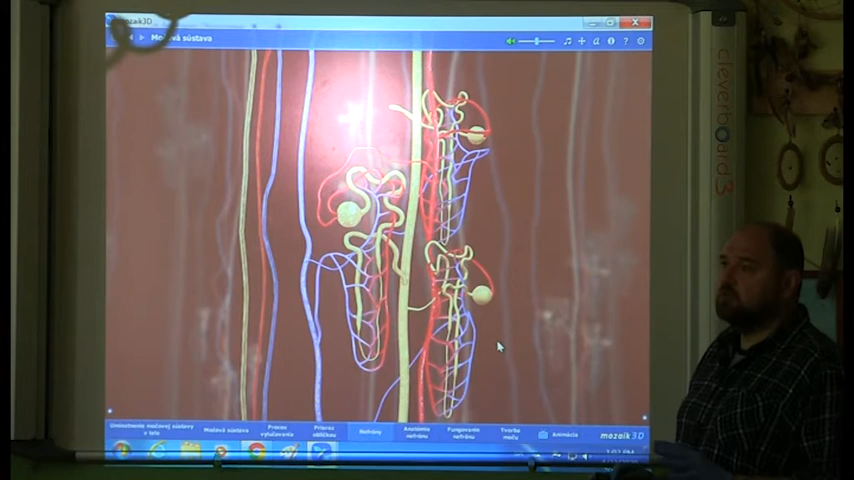 mozaik3D
Močová sústava
cleverboard3
Umiestnenie močovej sústavy v tele
Močová sústava
Proces vylučovania
Prierez obličkou
Nefróny
Anatómia nefrónu
Fungovanie nefrónu
Tvorba moču
Animácia
mozaik3D